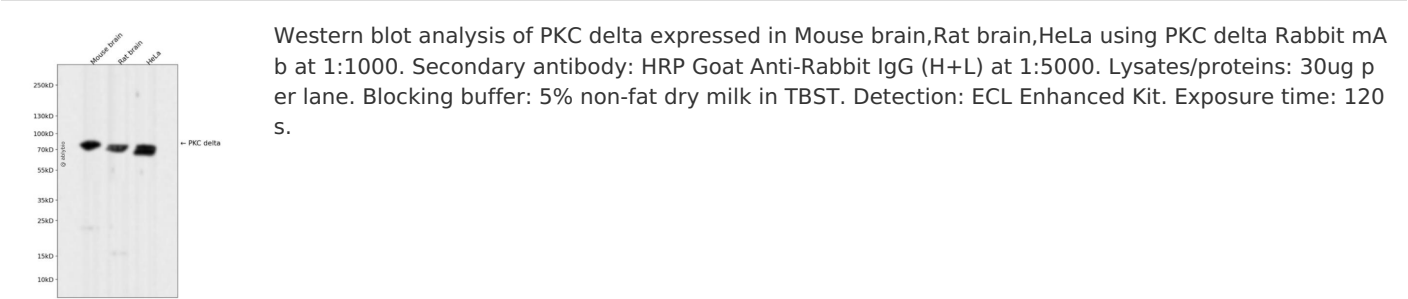 Mouse brain
Rat brain
HeLa
250kD
130kD
100kD
70kD
55kD
35kD
25kD
15kD
10kD
← PKC delta
Western blot analysis of PKC delta expressed in Mouse brain,Rat brain,HeLa using PKC delta Rabbit mA
b at 1:1000. Secondary antibody: HRP Goat Anti-Rabbit IgG (H+L) at 1:5000. Lysates/proteins: 30ug p
er lane. Blocking buffer: 5% non-fat dry milk in TBST. Detection: ECL Enhanced Kit. Exposure time: 120
s.